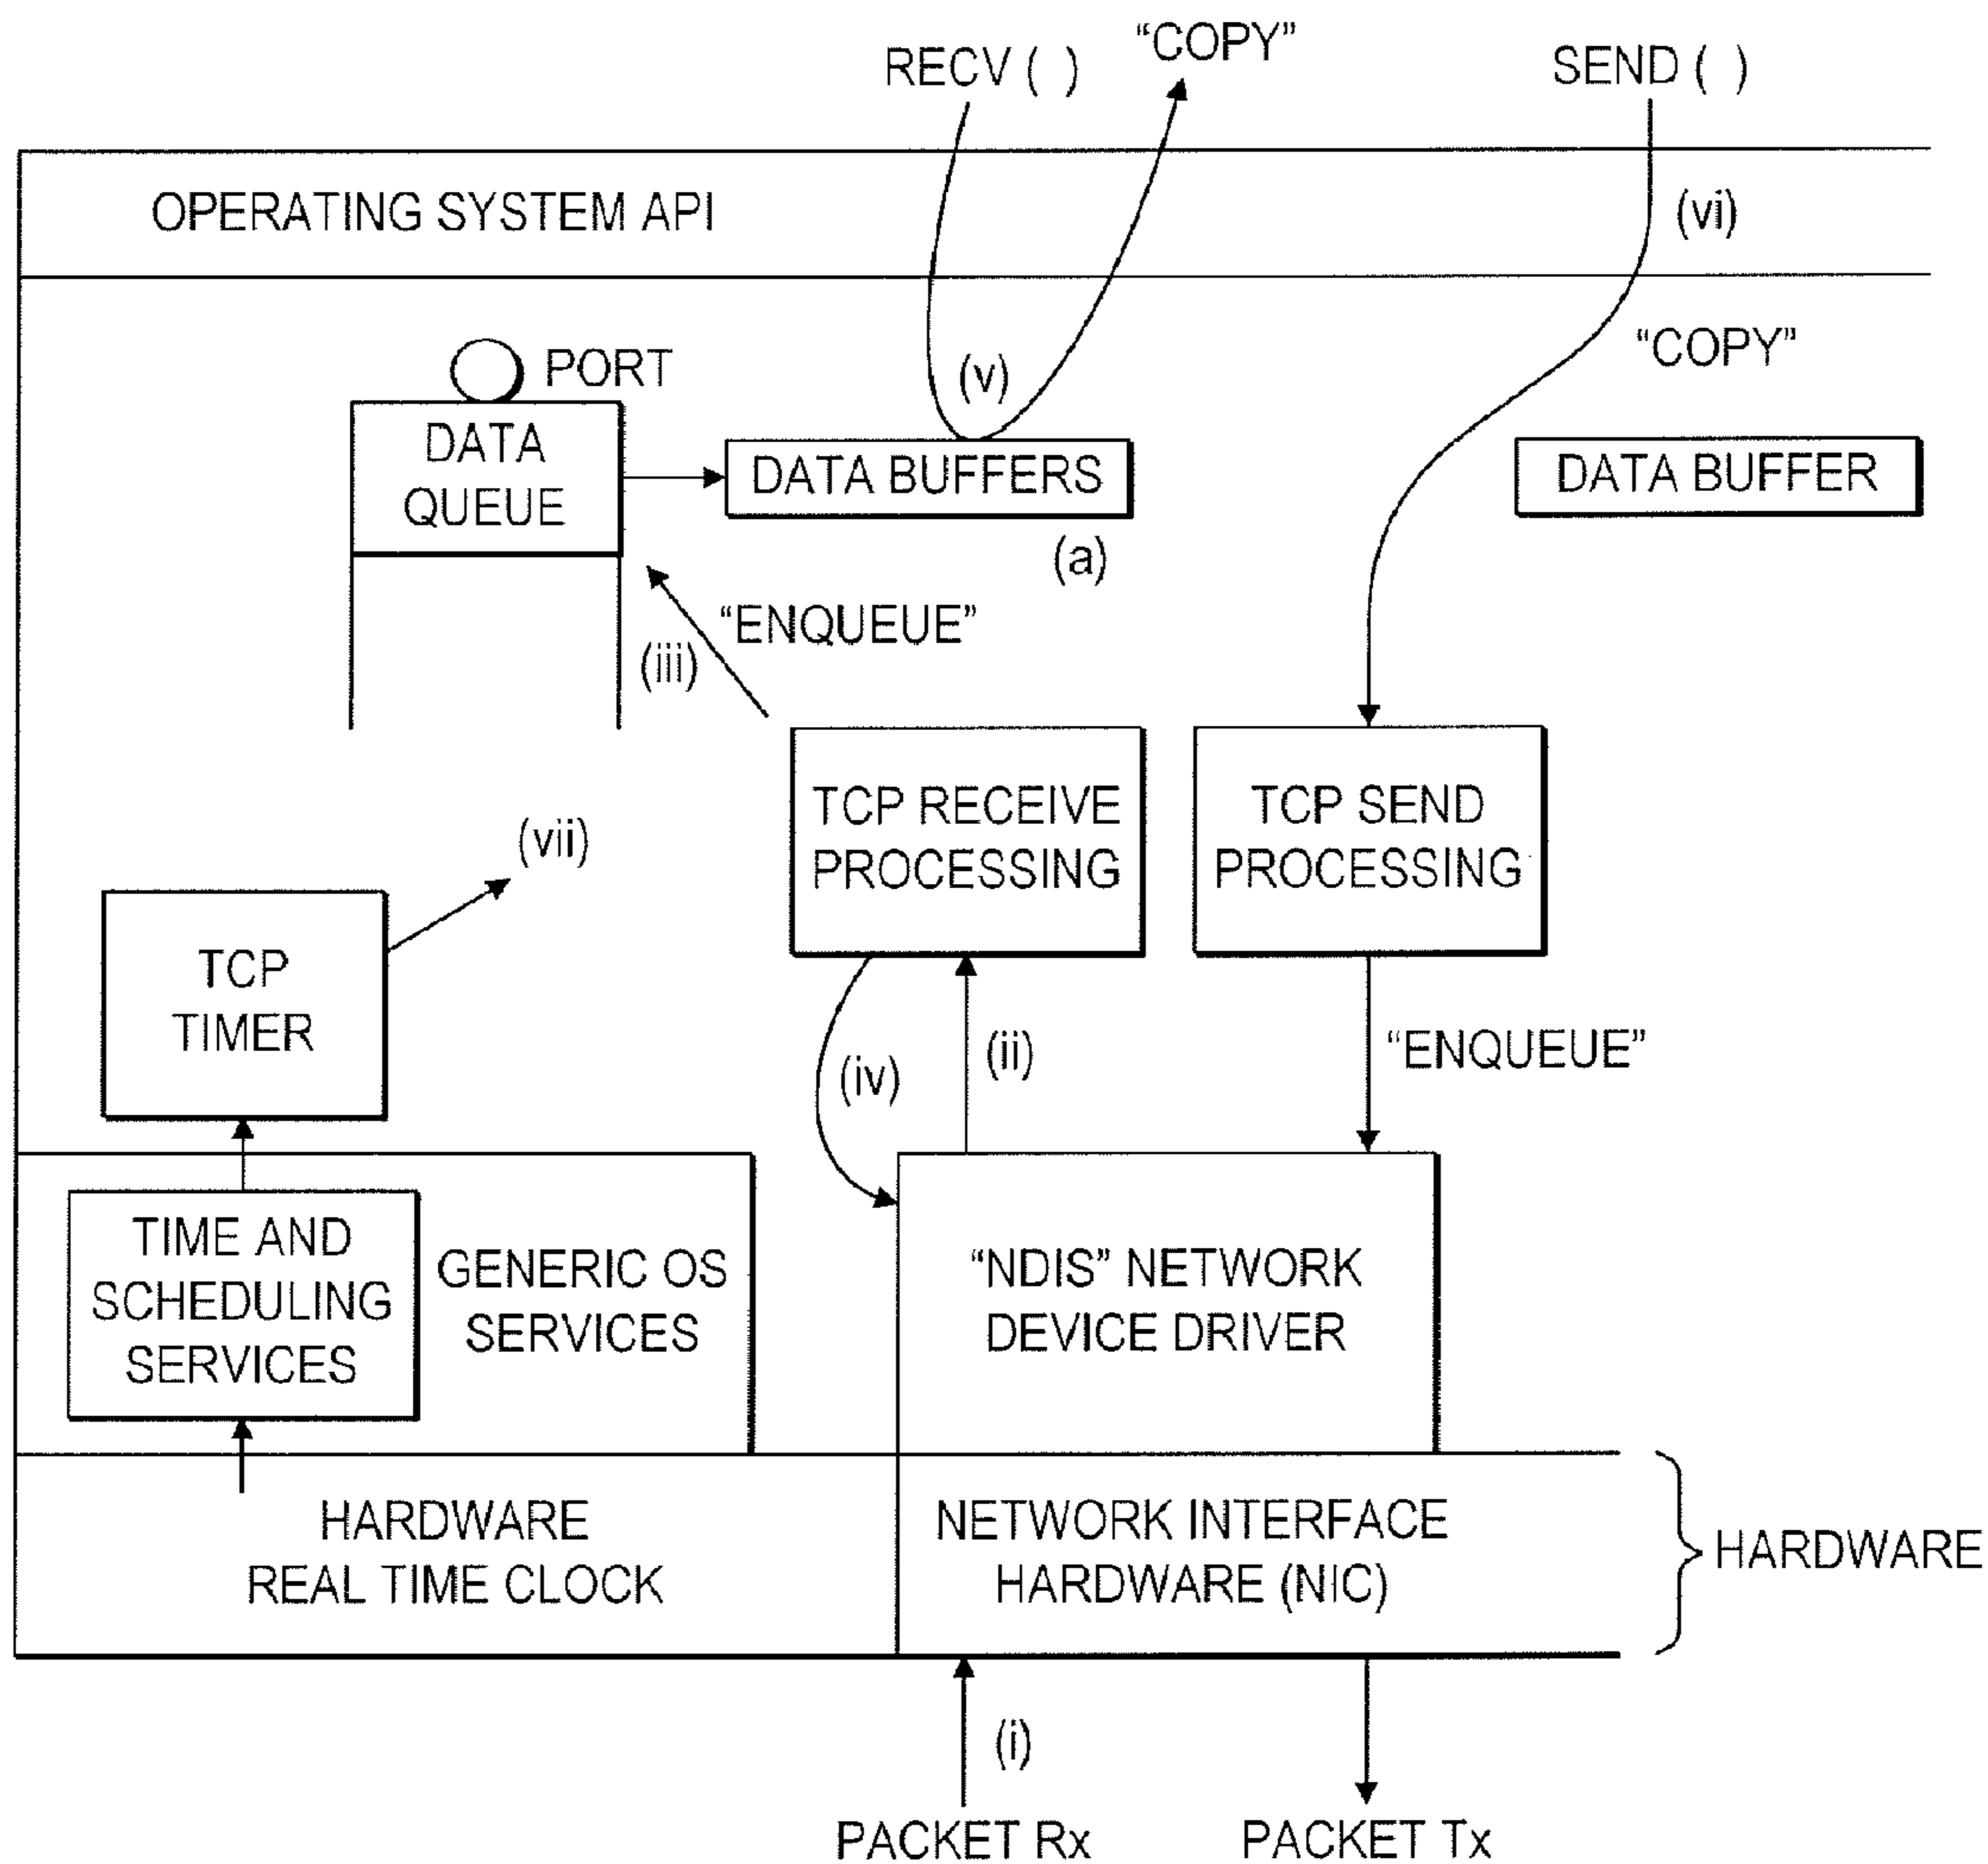 RECV ( )
"COPY"
SEND ( )
OPERATING SYSTEM API
(vi)
"COPY"
PORT
(v)
DATA
QUEUE
DATA BUFFERS
DATA BUFFER
(a)
"ENQUEUE"
(iii)
TCP RECEIVE
PROCESSING
TCP SEND
PROCESSING
(vii)
TCP
TIMER
(iv)
(ii)
"ENQUEUE"
TIME AND
SCHEDULING
SERVICES
GENERIC OS
SERVICES
"NDIS" NETWORK
DEVICE DRIVER
HARDWARE
REAL TIME CLOCK
NETWORK INTERFACE
HARDWARE (NIC)
HARDWARE
(i)
PACKET Rx
PACKET Tx